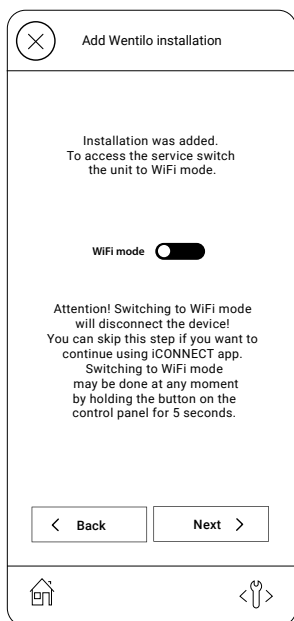 Add Wentilo installation
Installation was added.
To access the service switch
the unit to WiFi mode.
WiFi mode
Attention! Switching to WiFi mode
will disconnect the device!
You can skip this step if you want to
continue using iCONNECT app.
Switching to WiFi mode
may be done at any moment
by holding the button on the
control panel for 5 seconds.
Back
Next